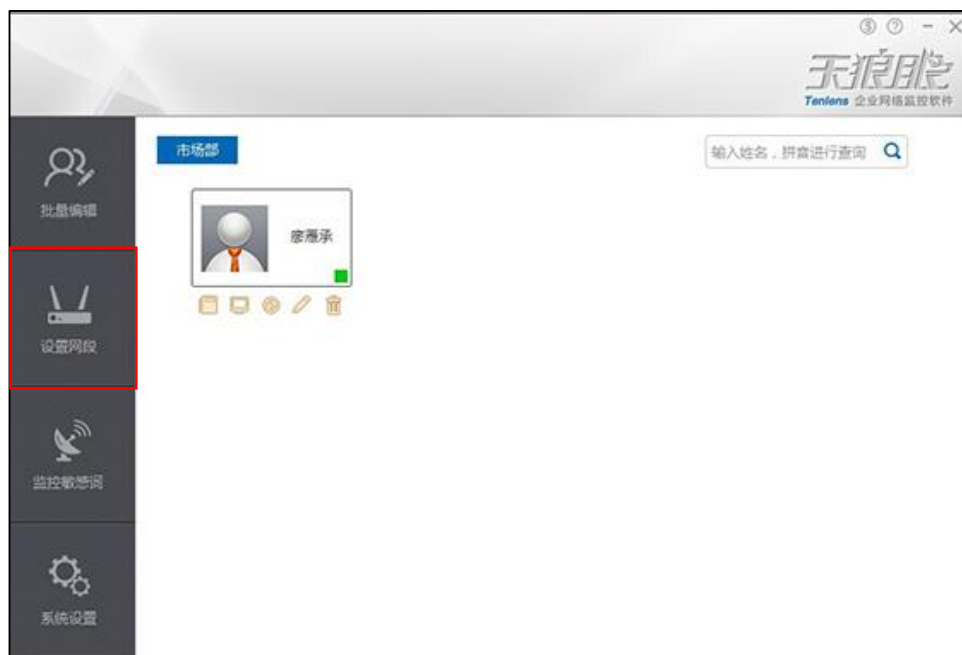 天狼眼
Tenlens 企业网络监控软件
批量编辑
市场部
输入姓名，拼音进行查询
廖雁承
设置网段
监控敏感词
系统设置